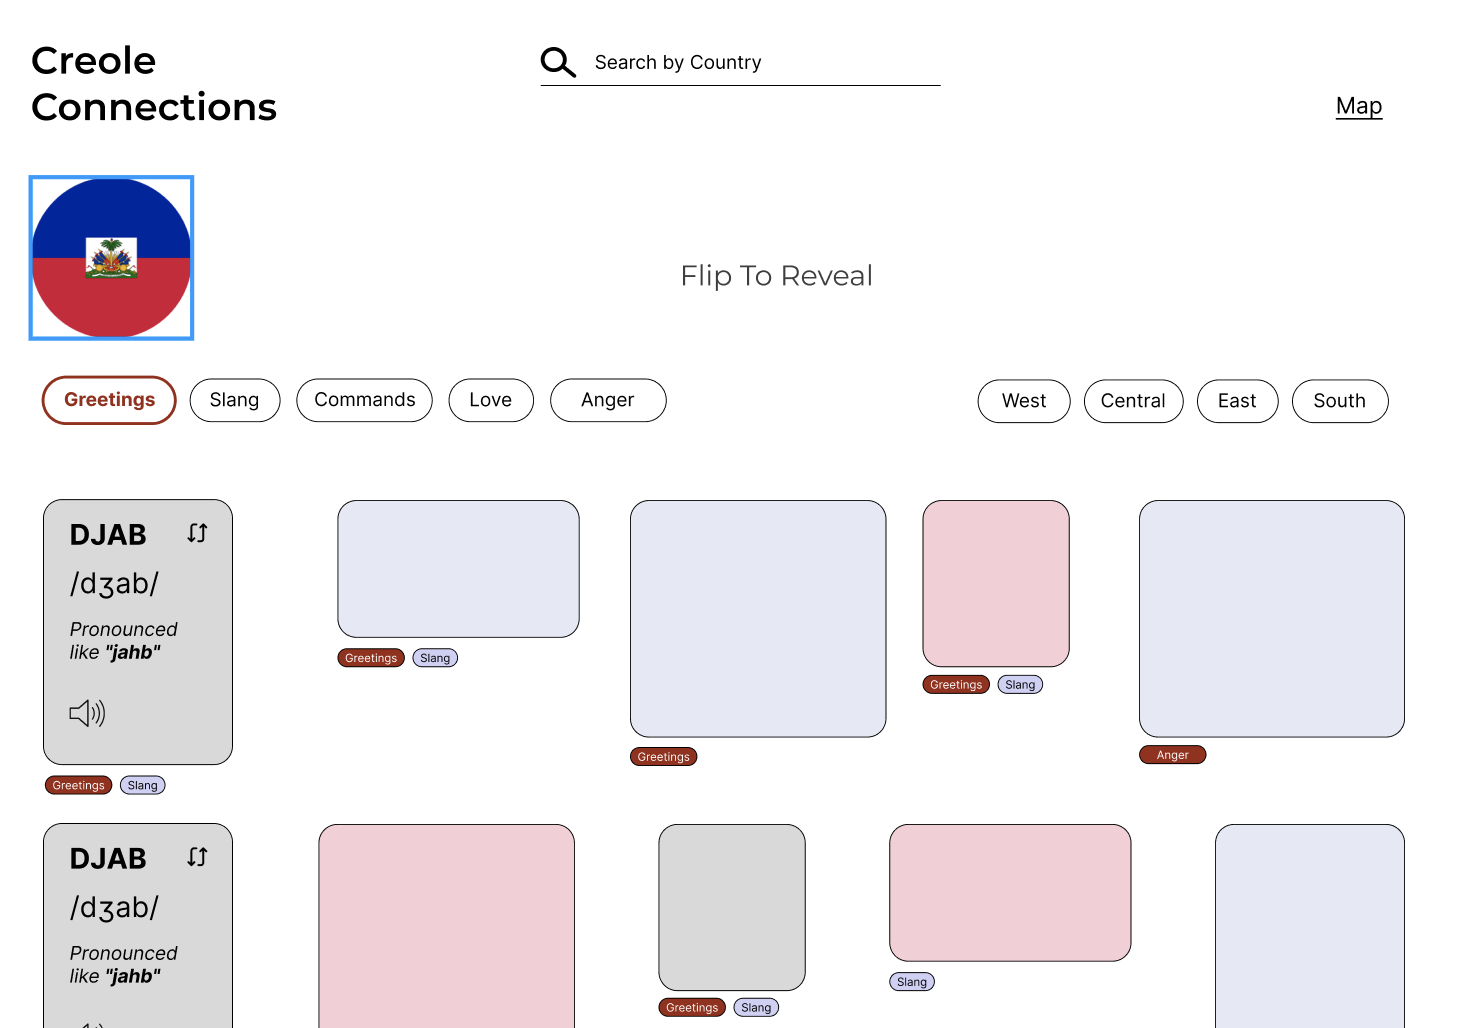 Creole
Connections
Search by Country
Map
Flip To Reveal
Greetings
Slang
Commands
Love
Anger
West
Central
East
South
DJAB
/dʒab/
Pronounced
like "jahb"
Greetings
Slang
Greetings
Slang
Greetings
Greetings
Slang
Anger
DJAB
/dʒab/
Pronounced
like "jahb"
Greetings
Slang
Slang